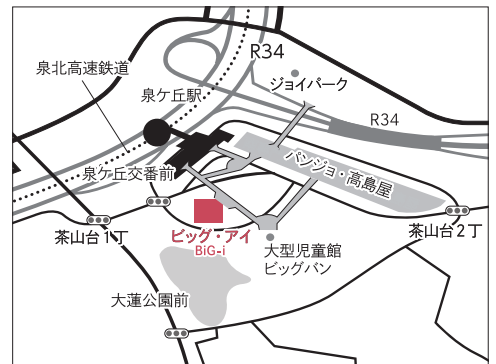 R34
泉北高速鉄道
ジョイパーク
泉ケ丘駅
R34
泉ケ丘交番前
パンジョ・高島屋
茶山台1丁
ビッグ・アイ
BiG-i
茶山台2丁
大型児童館
ビッグバン
大蓮公園前